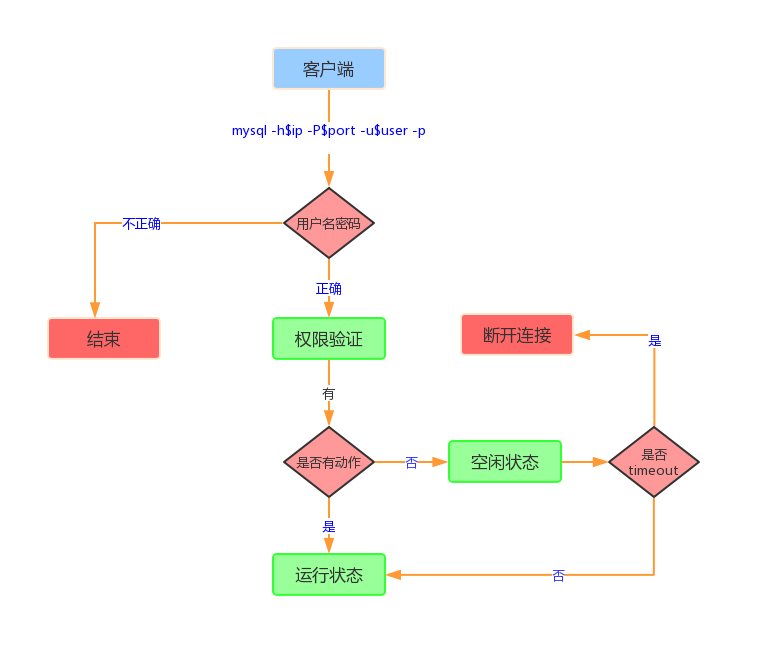 客户端
mysql -h$ip -P$port -u$user -p
用户名密码
不正确
正确
结束
权限验证
断开连接
是
有
是否有动作
否
空闲状态
是否
timeout
是
运行状态
否